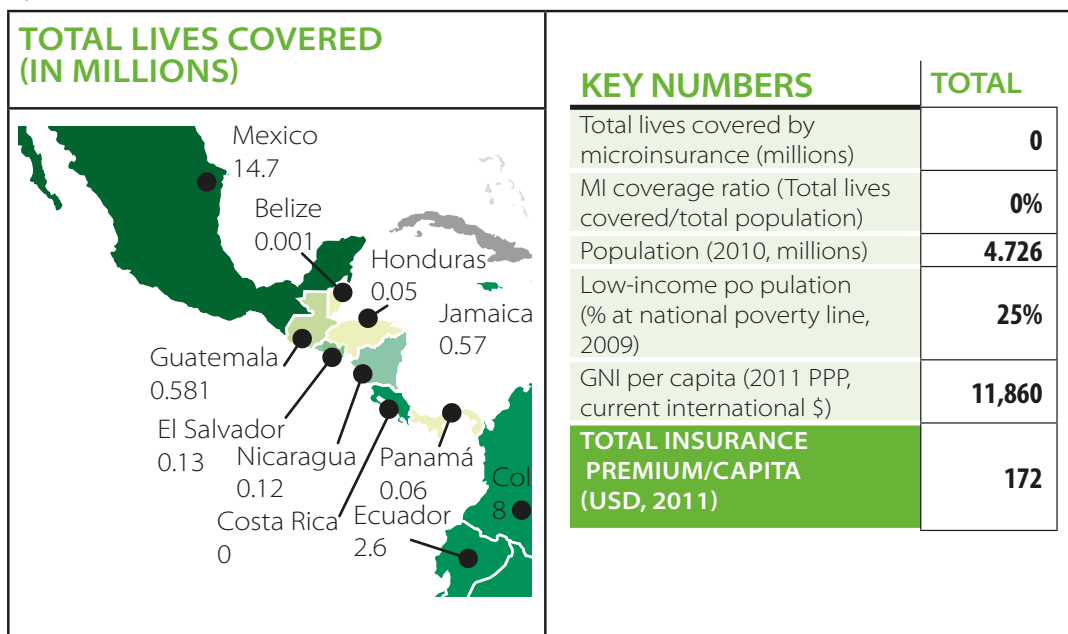 TOTAL LIVES COVERED
(IN MILLIONS)
Mexico
14.7
Belize
0.001
Honduras
0.05
Jamaica
0.57
Guatemala
0.581
El Salvador
0.13
Nicaragua
0.12
Panamá
0.06
Costa Rica
0
Ecuador
2.6
Col
8
KEY NUMBERS TOTAL
Total lives covered by
microinsurance (millions) 0
MI coverage ratio (Total lives
covered/total population) 0%
Population (2010, millions) 4.726
Low-income po pulation
(% at national poverty line,
2009) 25%
GNI per capita (2011 PPP,
current international $) 11,860
TOTAL INSURANCE
PREMIUM/CAPITA
(USD, 2011) 172